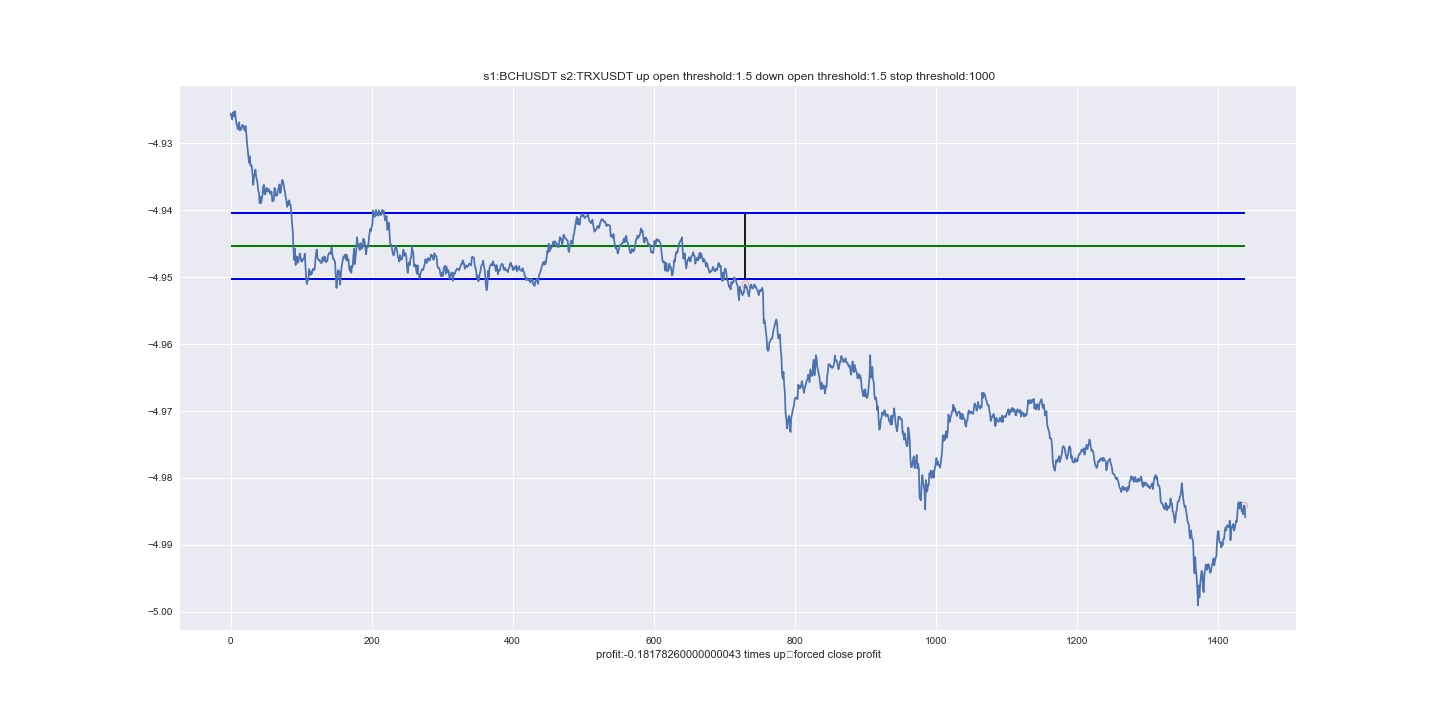 s1:BCHUSDT s2:TRXUSDT up open threshold:1.5 down open threshold:1.5 stop threshold:1000
−4.93
−4.94
−4.95
−4.96
−4.97
−4.98
−4.99
−5.00
0 200 400 600 800 1000 1200 1400
profit:-0.18178260000000043 times up□forced close profit